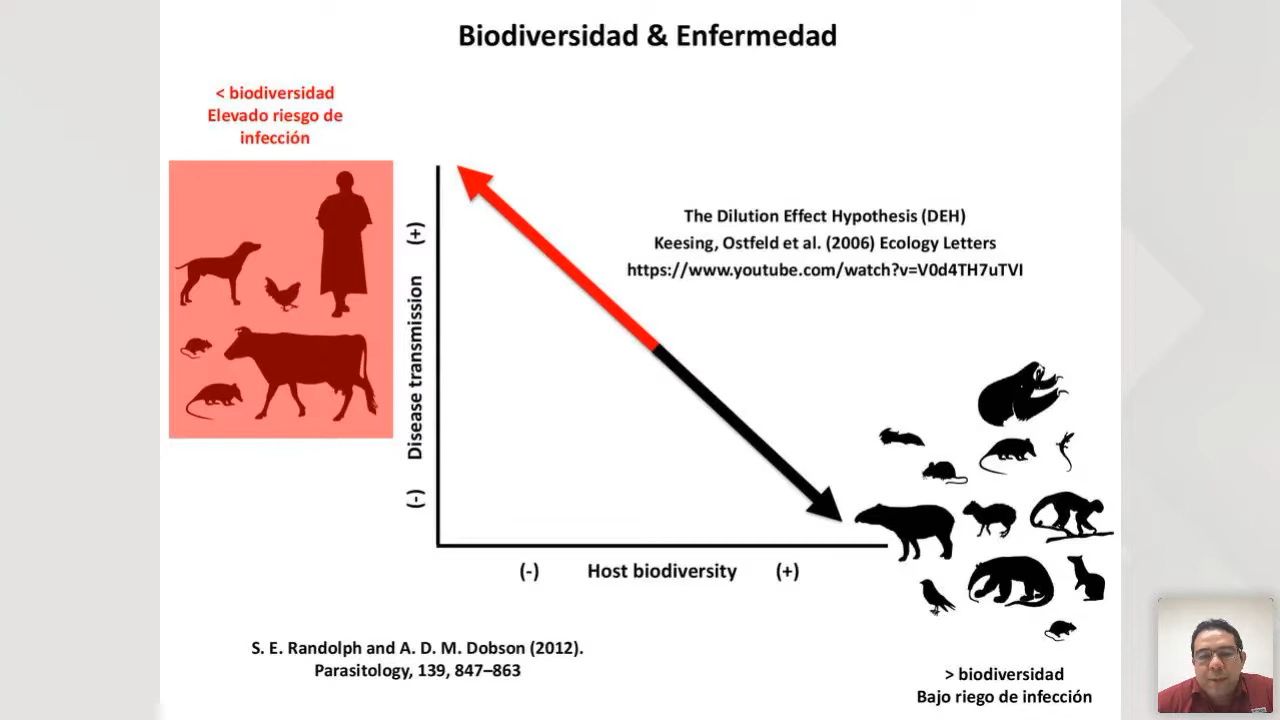 Biodiversidad & Enfermedad
< biodiversidad
Elevado riesgo de
infección
The Dilution Effect Hypothesis (DEH)
Keesing, Ostfeld et al. (2006) Ecology Letters
https://www.youtube.com/watch?v=V0d4TH7uTVI
(+)
Disease transmission
(-)
(-) Host biodiversity (+)
S. E. Randolph and A. D. M. Dobson (2012).
Parasitology, 139, 847–863
> biodiversidad
Bajo riego de infección